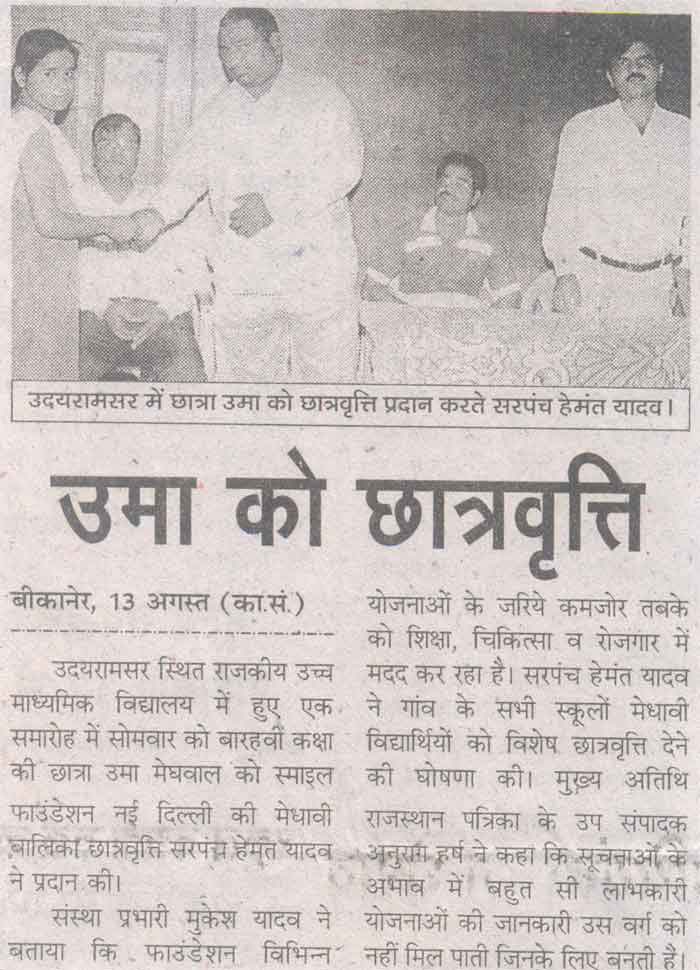 उदयरामसर में छात्रा उमा को छात्रवृत्ति प्रदान करते सरपंच हेमंत यादव।
उमा को छात्रवृत्ति
बीकानेर, 13 अगस्त (का.सं.)
उदयरामसर स्थित राजकीय उच्च
माध्यमिक विद्यालय में हुए एक
समारोह में सोमवार को बारहवीं कक्षा
की छात्रा उमा मेघवाल को स्माइल
फाउंडेशन नई दिल्ली की मेधावी
बालिका छात्रवृत्ति सरपंच हेमंत यादव
ने प्रदान की।
संस्था प्रभारी मुकेश यादव ने
बताया कि फाउंडेशन विभिन्न
योजनाओं के जरिये कमजोर तबके
को शिक्षा, चिकित्सा व रोजगार में
मदद कर रहा है। सरपंच हेमंत यादव
ने गांव के सभी स्कूलों मेधावी
विद्यार्थियों को विशेष छात्रवृत्ति देने
की घोषणा की। मुख्य अतिथि
राजस्थान पत्रिका के उप संपादक
अनुराग हर्ष ने कहा कि सूचनाओं के
अभाव में बहुत सी लाभकारी
योजनाओं की जानकारी उस वर्ग को
नहीं मिल पाती जिनके लिए बनती है।